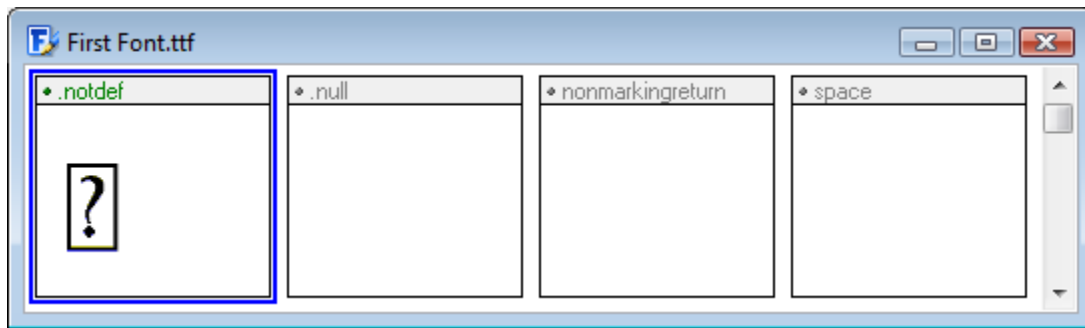 First Font.ttf
.notdef
.null
nonmarkingreturn
space
?